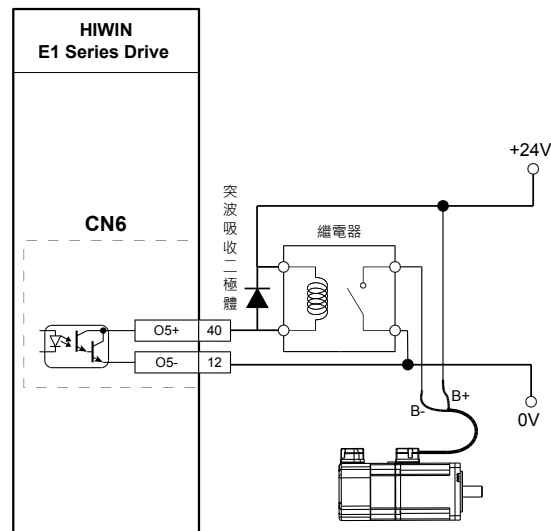 HIWIN
E1 Series Drive
+24V
突波吸收二極體
繼電器
CN6
O5+ 40
O5- 12
B- B+
0V